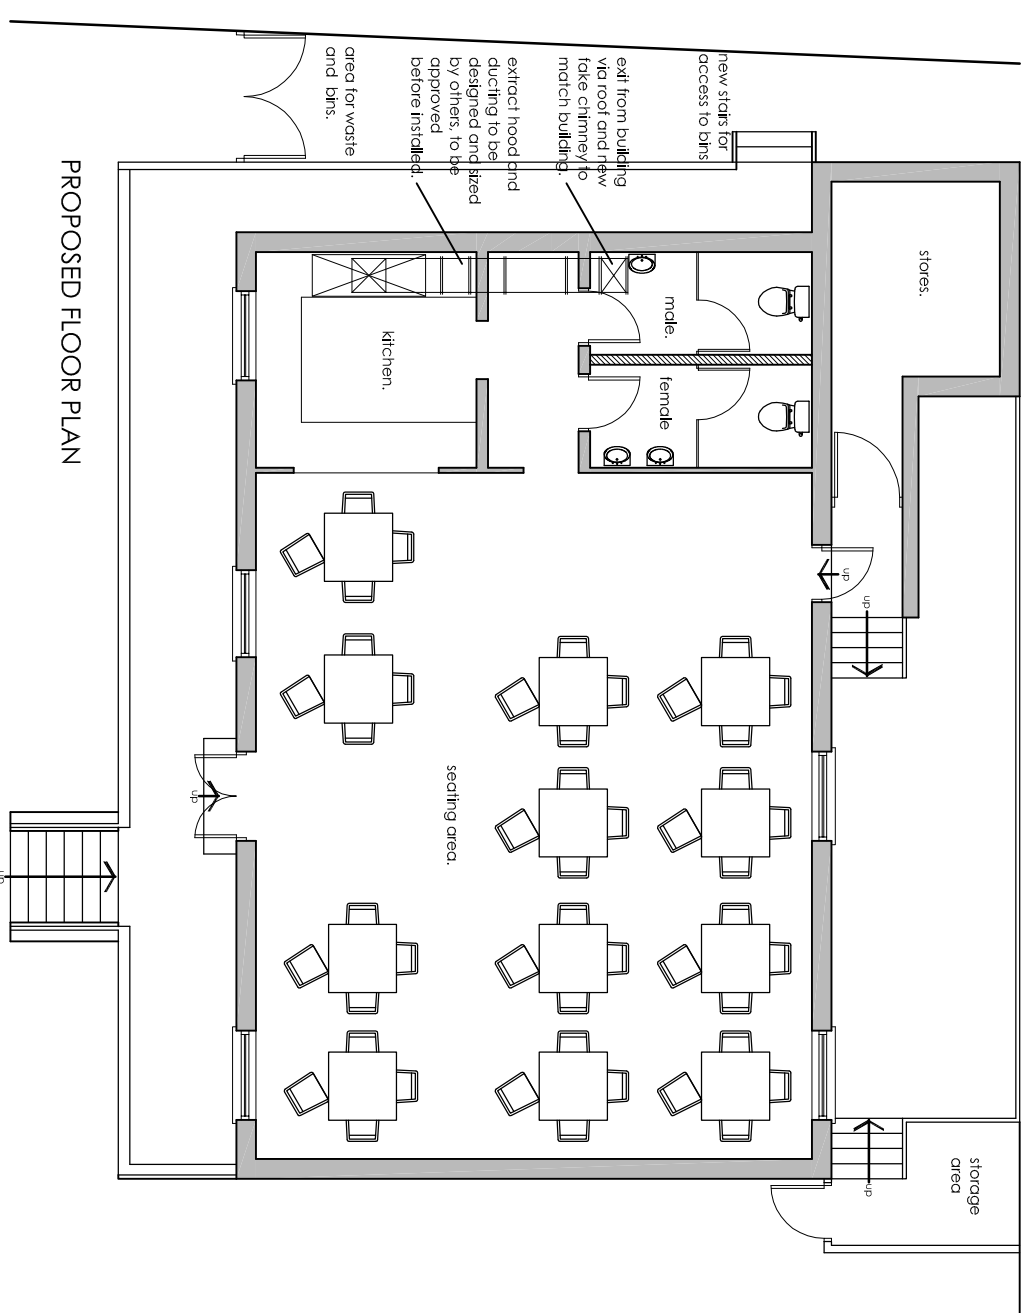 new stairs for
access to bins
exit from building
via roof and new
fake chimney to
match building.
extract hood and
ducting to be
designed and sized
by others, to be
approved
before installed.
area for waste
and bins.
stores.
male.
female
kitchen.
up
up
seating area.
up
up
up
storage
area
PROPOSED FLOOR PLAN